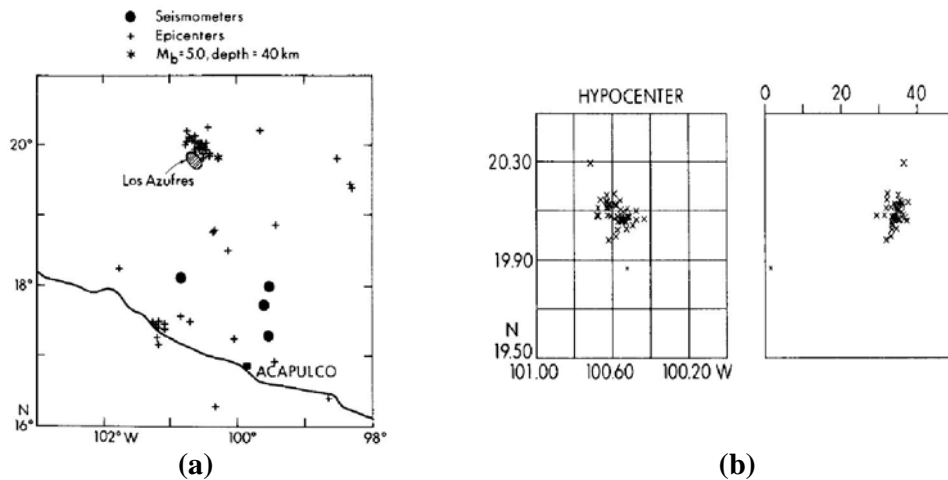 Seismometers
Epicenters
Mb=5.0, depth = 40 km
20°
18°
N
16°
Los Azufres
ACAPULCO
102° W
100°
98°
(a)
HYPOCENTER
20.30
19.90
N
19.50
101.00
100.60
100.20 W
0
20
40
(b)